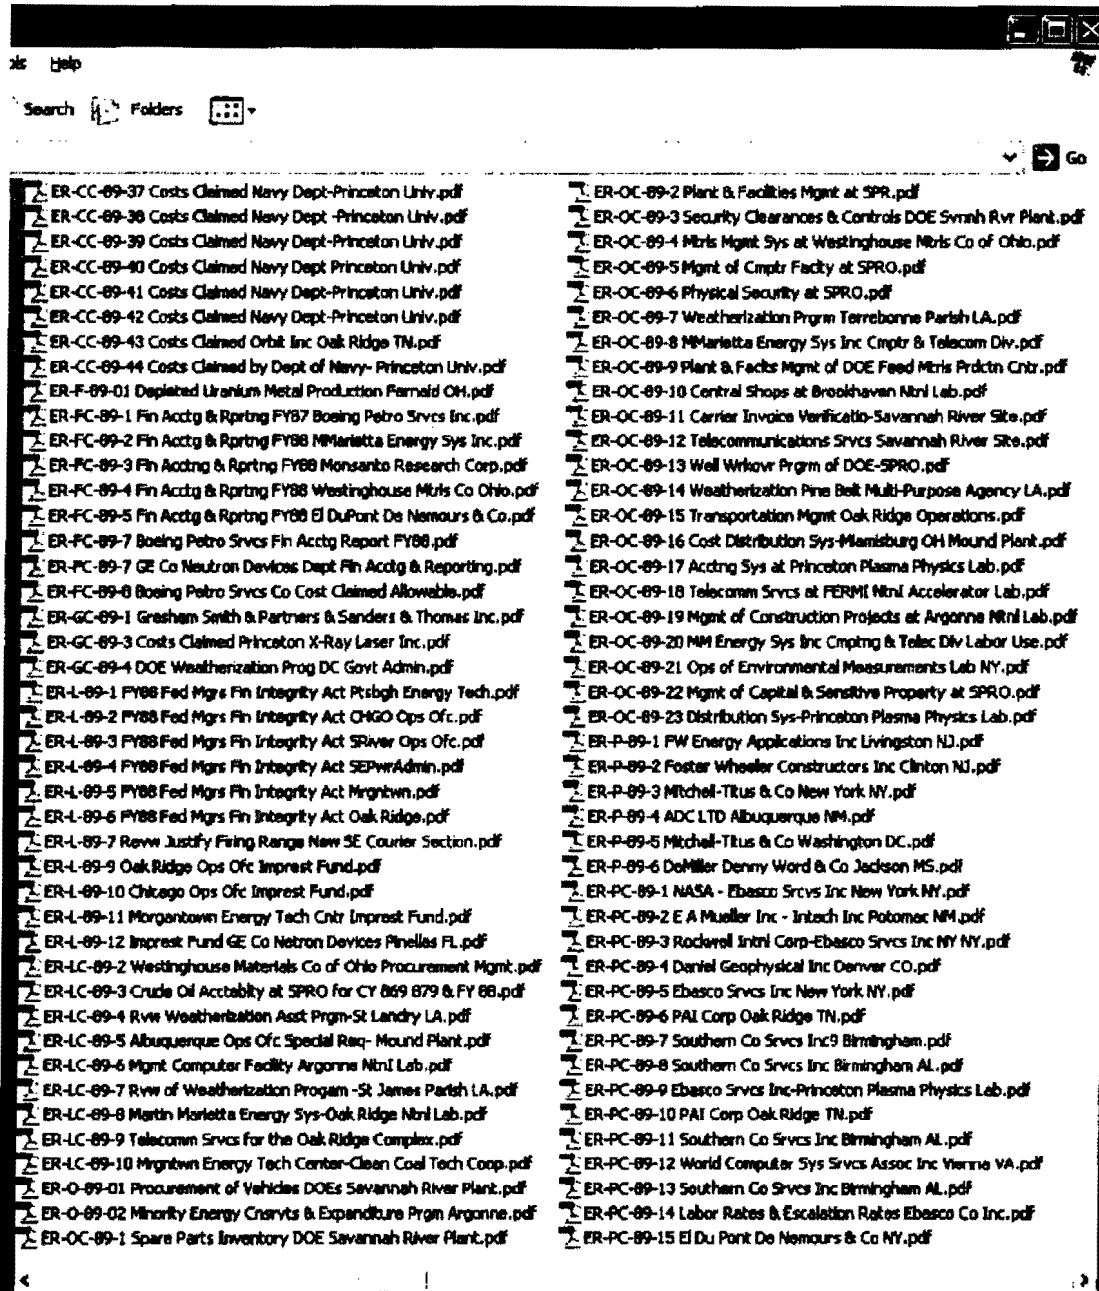 Help
Search Folders
Go
ER-CC-89-37 Costs Claimed Navy Dept-Princeton Univ.pdf
ER-CC-89-38 Costs Claimed Navy Dept -Princeton Univ.pdf
ER-CC-89-39 Costs Claimed Navy Dept-Princeton Univ.pdf
ER-CC-89-40 Costs Claimed Navy Dept Princeton Univ.pdf
ER-CC-89-41 Costs Claimed Navy Dept-Princeton Univ.pdf
ER-CC-89-42 Costs Claimed Navy Dept-Princeton Univ.pdf
ER-CC-89-43 Costs Claimed Orbit Inc Oak Ridge TN.pdf
ER-CC-89-44 Costs Claimed by Dept of Navy- Princeton Univ.pdf
ER-F-89-01 Depleted Uranium Metal Production Fernald OH.pdf
ER-FC-89-1 Fin Acctg & Rprting FY87 Boeing Petro Srvcs Inc.pdf
ER-FC-89-2 Fin Acctg & Rprting FY88 MMarietta Energy Sys Inc.pdf
ER-FC-89-3 Fin Acctng & Rprtng FY88 Monsanto Research Corp.pdf
ER-FC-89-4 Fin Acctg & Rprtng FY88 Westinghouse Mtrls Co Ohio.pdf
ER-FC-89-5 Fin Acctg & Rprtng FY88 EI DuPont De Nemours & Co.pdf
ER-FC-89-7 Boeing Petro Srvcs Fin Acctg Report FY88.pdf
ER-FC-89-7 GE Co Neutron Devices Dept Fin Acctg & Reporting.pdf
ER-FC-89-8 Boeing Petro Srvcs Co Cost Claimed Allowable.pdf
ER-GC-89-1 Gresham Smith & Partners & Sanders & Thomas Inc.pdf
ER-GC-89-3 Costs Claimed Princeton X-Ray Laser Inc.pdf
ER-GC-89-4 DOE Weatherization Prog DC Govt Admin.pdf
ER-L-89-1 FY88 Fed Mgrs Fin Integrity Act Ptsbgh Energy Tech.pdf
ER-L-89-2 FY88 Fed Mgrs Fin Integrity Act CHGO Ops Ofc.pdf
ER-L-89-3 FY88 Fed Mgrs Fin Integrity Act SRiver Ops Ofc.pdf
ER-L-89-4 FY88 Fed Mgrs Fin Integrity Act SEPwrAdmin.pdf
ER-L-89-5 FY88 Fed Mgrs Fin Integrity Act Mrgntwn.pdf
ER-L-89-6 FY88 Fed Mgrs Fin Integrity Act Oak Ridge.pdf
ER-L-89-7 Revw Justify Firing Range New SE Courier Section.pdf
ER-L-89-9 Oak Ridge Ops Ofc Imprest Fund.pdf
ER-L-89-10 Chicago Ops Ofc Imprest Fund.pdf
ER-L-89-11 Morgantown Energy Tech Cntr Imprest Fund.pdf
ER-L-89-12 Imprest Fund GE Co Netron Devices Pinellas FL.pdf
ER-LC-89-2 Westinghouse Materials Co of Ohio Procurement Mgmt.pdf
ER-LC-89-3 Crude Oil Acctablty at SPRO for CY 869 879 & FY 88.pdf
ER-LC-89-4 Rvw Weatherization Asst Prgm-St Landry LA.pdf
ER-LC-89-5 Albuquerque Ops Ofc Special Req- Mound Plant.pdf
ER-LC-89-6 Mgmt Computer Facility Argonne Ntnl Lab.pdf
ER-LC-89-7 Rvw of Weatherization Progam -St James Parish LA.pdf
ER-LC-89-8 Martin Marietta Energy Sys-Oak Ridge Ntnl Lab.pdf
ER-LC-89-9 Telecomm Srvcs for the Oak Ridge Complex.pdf
ER-LC-89-10 Mrgntwn Energy Tech Center-Clean Coal Tech Coop.pdf
ER-O-89-01 Procurement of Vehicles DOEs Savannah River Plant.pdf
ER-O-89-02 Minority Energy Cnsrvts & Expenditure Prgm Argonne.pdf
ER-OC-89-1 Spare Parts Inventory DOE Savannah River Plant.pdf
ER-OC-89-2 Plant & Facilities Mgmt at SPR.pdf
ER-OC-89-3 Security Clearances & Controls DOE Svnnh Rvr Plant.pdf
ER-OC-89-4 Mtrls Mgmt Sys at Westinghouse Mtrls Co of Ohio.pdf
ER-OC-89-5 Mgmt of Cmptr Faclty at SPRO.pdf
ER-OC-89-6 Physical Security at SPRO.pdf
ER-OC-89-7 Weatherization Prgrm Terrebonne Parish LA.pdf
ER-OC-89-8 MMarietta Energy Sys Inc Cmptr & Telecom Div.pdf
ER-OC-89-9 Plant & Facts Mgmt of DOE Feed Mtrls Prdctn Cntr.pdf
ER-OC-89-10 Central Shops at Brookhaven Ntnl Lab.pdf
ER-OC-89-11 Carrier Invoice Verificatio-Savannah River Site.pdf
ER-OC-89-12 Telecommunications Srvcs Savannah River Site.pdf
ER-OC-89-13 Well Wrkovr Prgrm of DOE-SPRO.pdf
ER-OC-89-14 Weatherization Pine Belt Multi-Purpose Agency LA.pdf
ER-OC-89-15 Transportation Mgmt Oak Ridge Operations.pdf
ER-OC-89-16 Cost Distribution Sys-Miamisburg OH Mound Plant.pdf
ER-OC-89-17 Acctng Sys at Princeton Plasma Physics Lab.pdf
ER-OC-89-18 Telecomm Srvcs at FERMI Ntnl Accelerator Lab.pdf
ER-OC-89-19 Mgmt of Construction Projects at Argonne Ntnl Lab.pdf
ER-OC-89-20 MM Energy Sys Inc Cmptng & Telec Div Labor Use.pdf
ER-OC-89-21 Ops of Environmental Measurements Lab NY.pdf
ER-OC-89-22 Mgmt of Capital & Sensitive Property at SPRO.pdf
ER-OC-89-23 Distribution Sys-Princeton Plasma Physics Lab.pdf
ER-P-89-1 FW Energy Applications Inc Livingston NJ.pdf
ER-P-89-2 Foster Wheeler Constructors Inc Clinton NJ.pdf
ER-P-89-3 Mitchel-Titus & Co New York NY.pdf
ER-P-89-4 ADC LTD Albuquerque NM.pdf
ER-P-89-5 Mitchel-Titus & Co Washington DC.pdf
ER-P-89-6 DeMiller Denny Word & Co Jackson MS.pdf
ER-PC-89-1 NASA - Ebasco Srcvs Inc New York NY.pdf
ER-PC-89-2 E A Mueller Inc - Intech Inc Potomac NM.pdf
ER-PC-89-3 Rockwell Intnl Corp-Ebasco Srvcs Inc NY NY.pdf
ER-PC-89-4 Daniel Geophysical Inc Denver CO.pdf
ER-PC-89-5 Ebasco Srvcs Inc New York NY.pdf
ER-PC-89-6 PAI Corp Oak Ridge TN.pdf
ER-PC-89-7 Southern Co Srvcs Inc9 Birmingham.pdf
ER-PC-89-8 Southern Co Srvcs Inc Birmingham AL.pdf
ER-PC-89-9 Ebasco Srvcs Inc-Princeton Plasma Physics Lab.pdf
ER-PC-89-10 PAI Corp Oak Ridge TN.pdf
ER-PC-89-11 Southern Co Srvcs Inc Birmingham AL.pdf
ER-PC-89-12 World Computer Sys Srvcs Assoc Inc Vienna VA.pdf
ER-PC-89-13 Southern Co Srvcs Inc Birmingham AL.pdf
ER-PC-89-14 Labor Rates & Escalation Rates Ebasco Co Inc.pdf
ER-PC-89-15 EI Du Pont De Nemours & Co NY.pdf